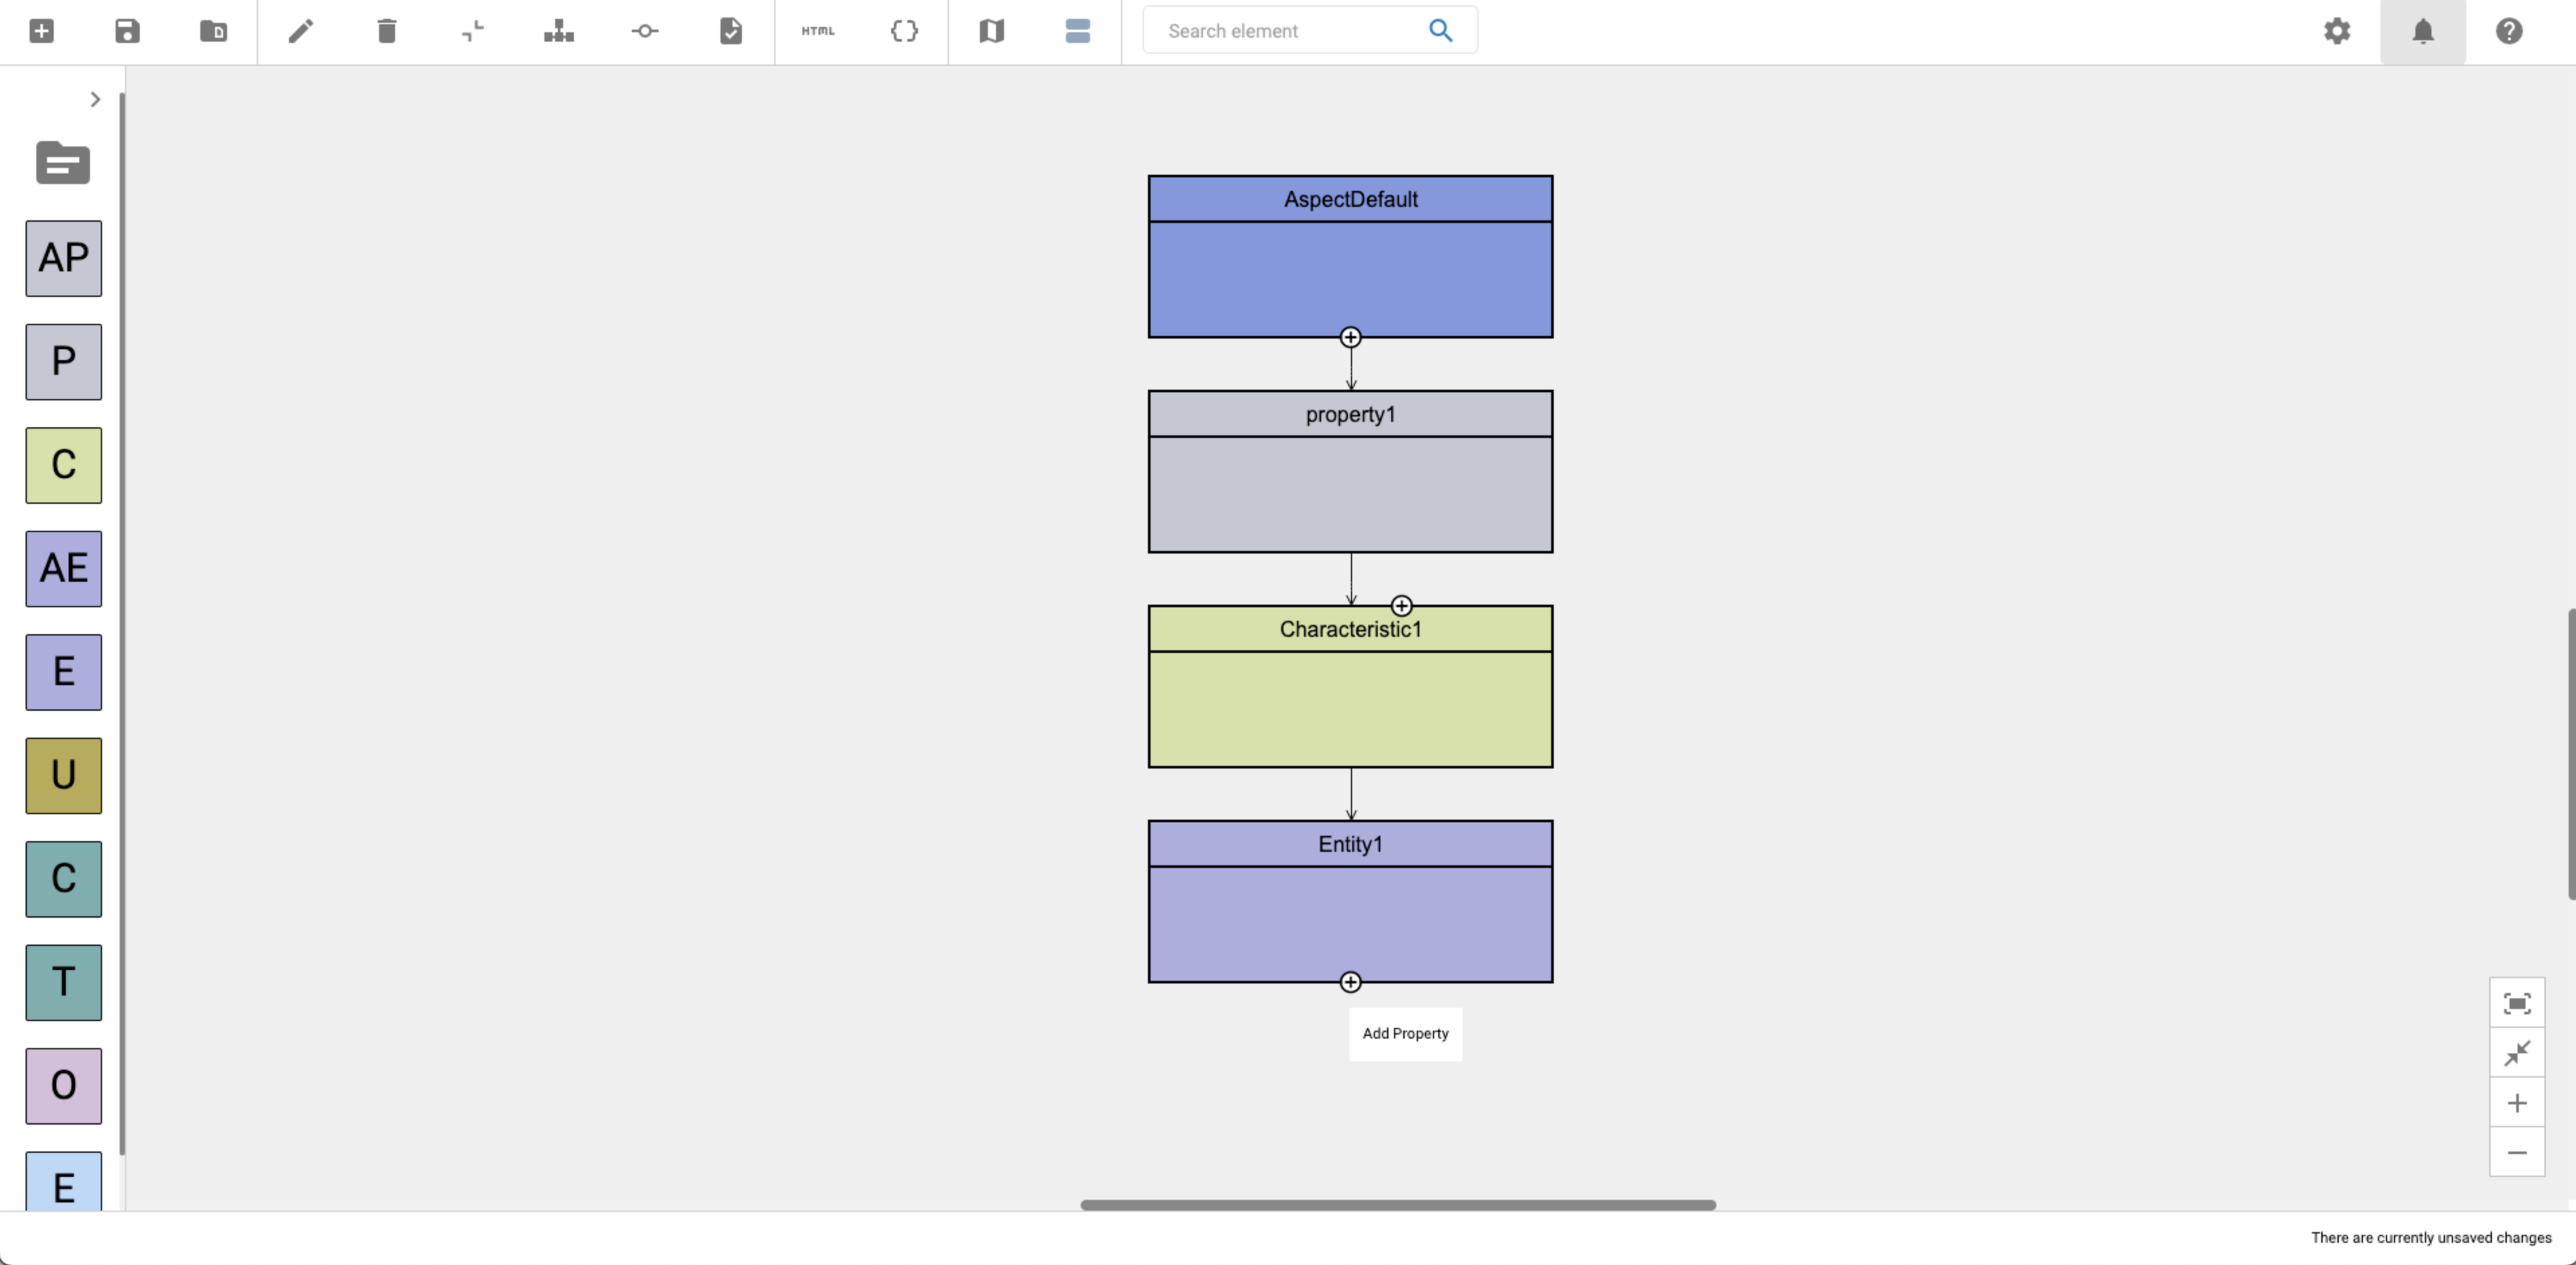 HTML
Search element
AP
P
C
AE
E
U
C
T
O
E
AspectDefault
property1
Characteristic1
Entity1
Add Property
There are currently unsaved changes